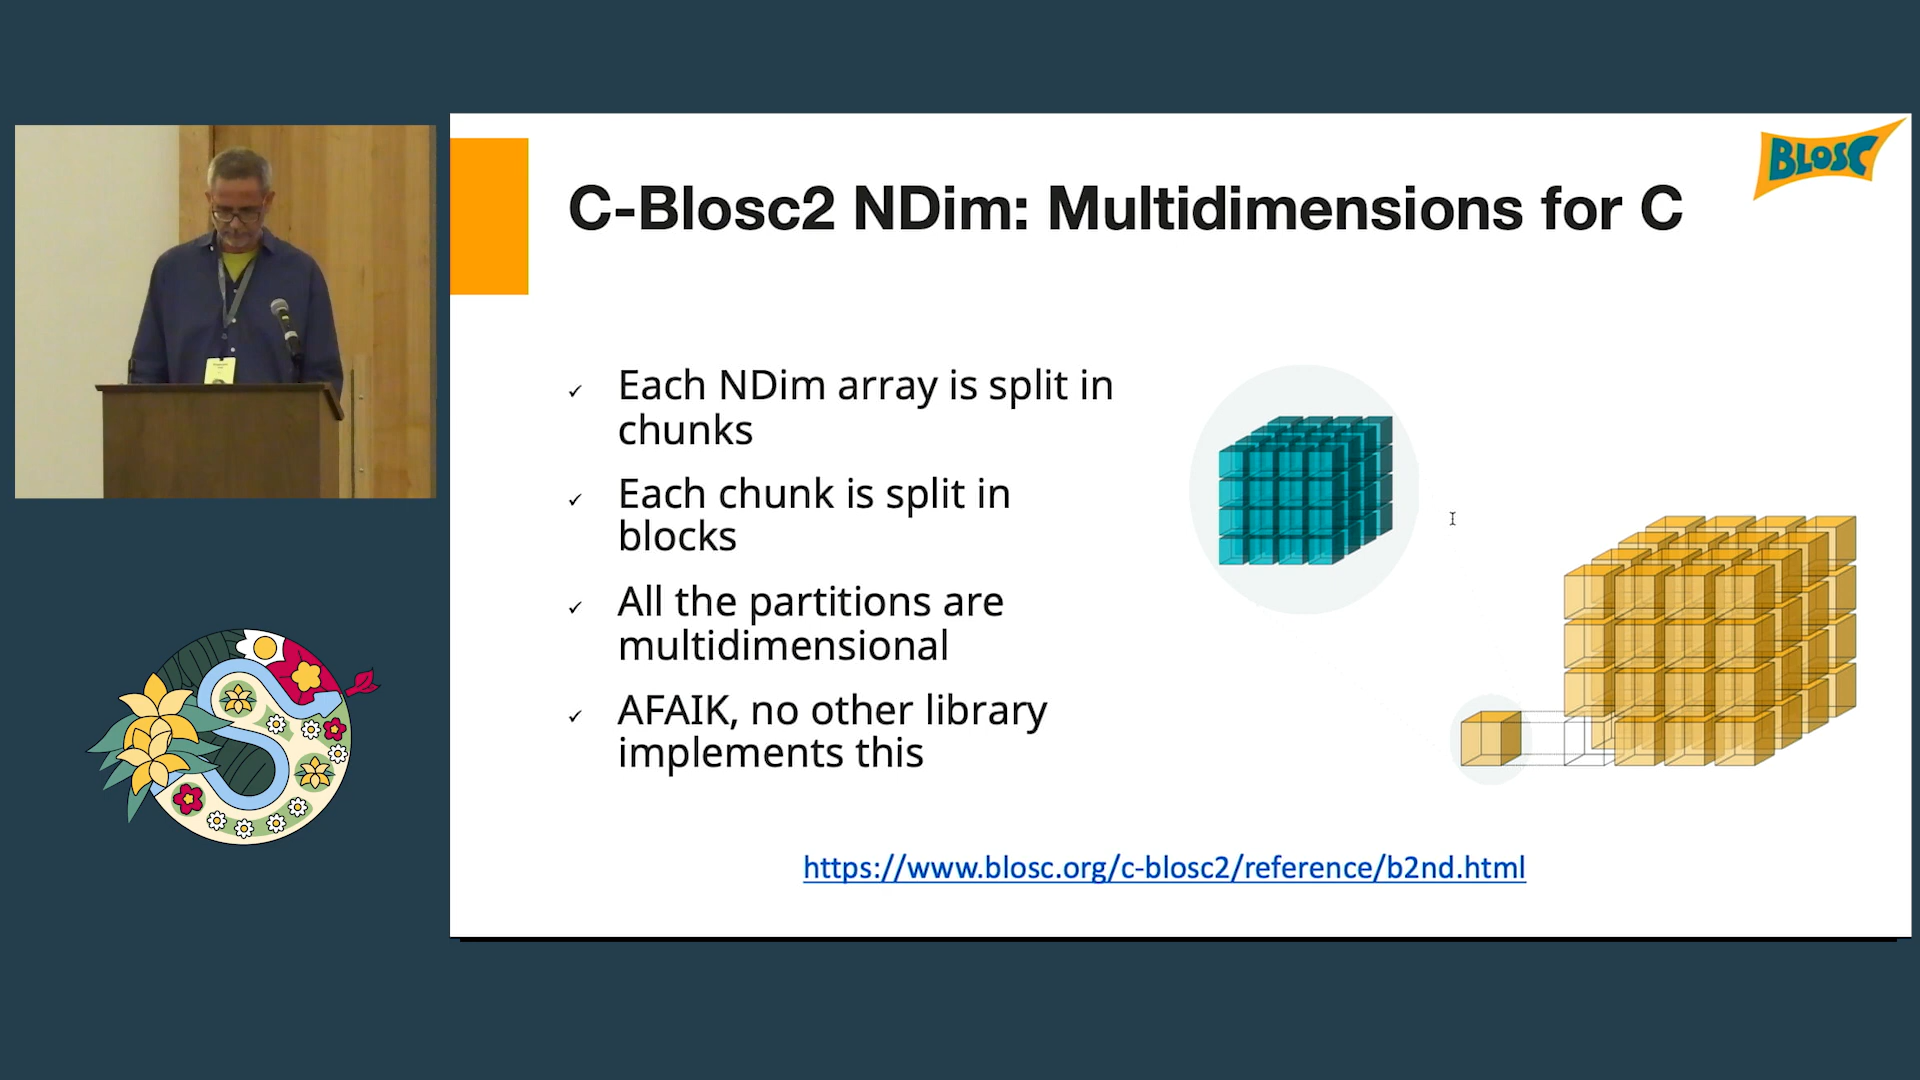 BLOSC
C-Blosc2 NDim: Multidimensions for C
✓ Each NDim array is split in
chunks
✓ Each chunk is split in
blocks
✓ All the partitions are
multidimensional
✓ AFAIK, no other library
implements this
https://www.blosc.org/c-blosc2/reference/b2nd.html